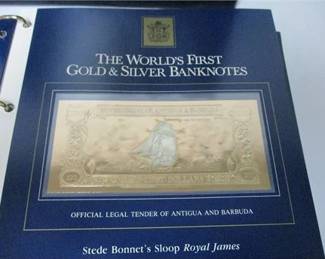 THE WORLD'S FIRST
GOLD & SILVER BANKNOTES
OFFICIAL LEGAL TENDER OF ANTIGUA AND BARBUDA
Stede Bonnet's Sloop Royal James